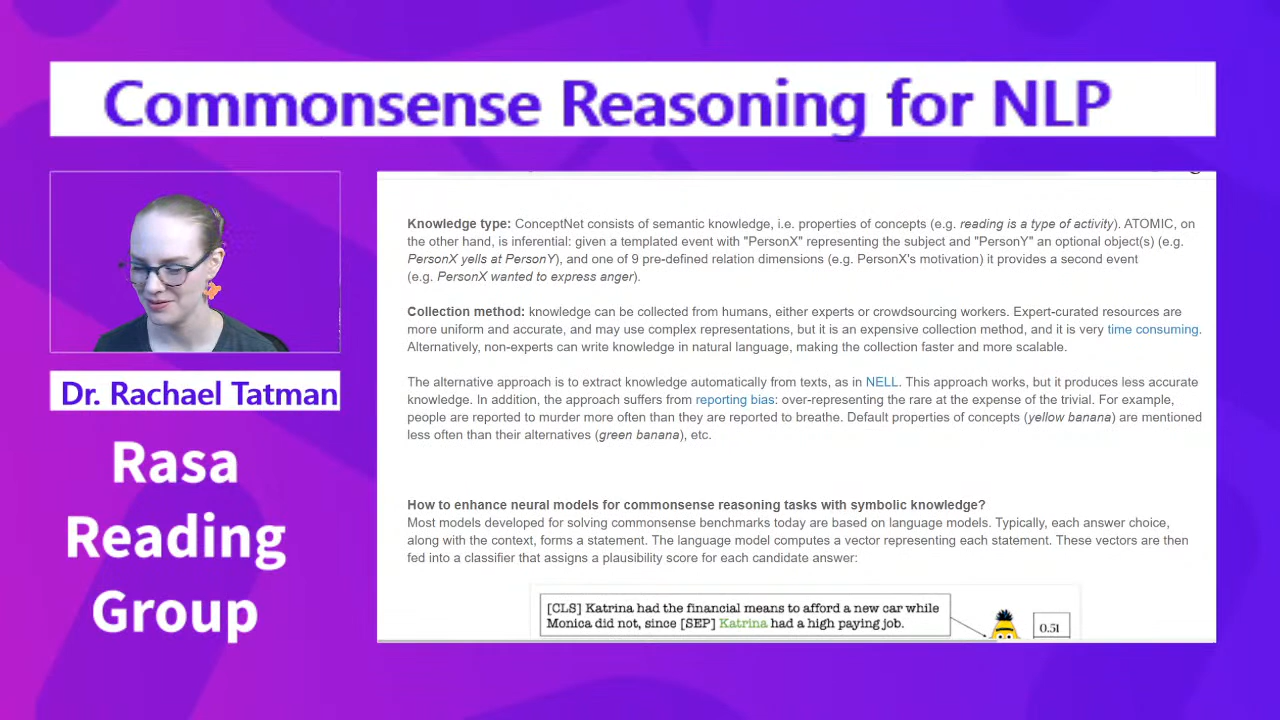 Commonsense Reasoning for NLP
Knowledge type: ConceptNet consists of semantic knowledge, i.e. properties of concepts (e.g. reading is a type of activity). ATOMIC, on
the other hand, is inferential: given a templated event with "PersonX" representing the subject and "PersonY" an optional object(s) (e.g.
PersonX yells at PersonY), and one of 9 pre-defined relation dimensions (e.g. PersonX's motivation) it provides a second event
(e.g. PersonX wanted to express anger).
Collection method: knowledge can be collected from humans, either experts or crowdsourcing workers. Expert-curated resources are
more uniform and accurate, and may use complex representations, but it is an expensive collection method, and it is very time consuming.
Alternatively, non-experts can write knowledge in natural language, making the collection faster and more scalable.
The alternative approach is to extract knowledge automatically from texts, as in NELL. This approach works, but it produces less accurate
knowledge. In addition, the approach suffers from reporting bias: over-representing the rare at the expense of the trivial. For example,
people are reported to murder more often than they are reported to breathe. Default properties of concepts (yellow banana) are mentioned
less often than their alternatives (green banana), etc.
How to enhance neural models for commonsense reasoning tasks with symbolic knowledge?
Most models developed for solving commonsense benchmarks today are based on language models. Typically, each answer choice,
along with the context, forms a statement. The language model computes a vector representing each statement. These vectors are then
fed into a classifier that assigns a plausibility score for each candidate answer:
[CLS] Katrina had the financial means to afford a new car while
Monica did not, since [SEP] Katrina had a high paying job.
0.51
Dr. Rachael Tatman
Rasa
Reading
Group